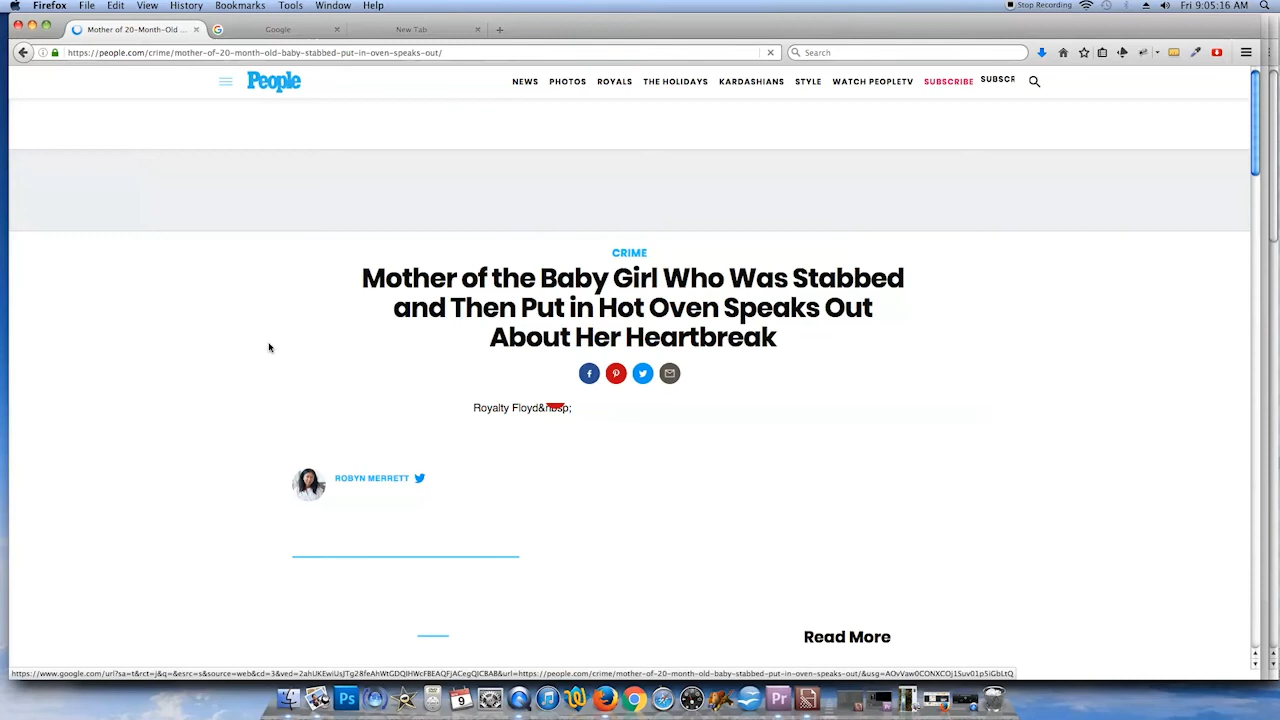 Firefox File Edit View History Bookmarks Tools Window Help Stop Recording Fri 9:05:16 AM
Mother of 20-Month-Old ... Google New Tab
https://people.com/crime/mother-of-20-month-old-baby-stabbed-put-in-oven-speaks-out/ Search
People NEWS PHOTOS ROYALS THE HOLIDAYS KARDASHIANS STYLE WATCH PEOPLETV SUBSCRIBE SUBSCR
CRIME
Mother of the Baby Girl Who Was Stabbed
and Then Put in Hot Oven Speaks Out
About Her Heartbreak
Royalty Floyd&nbsp;
ROBYN MERRETT
Read More